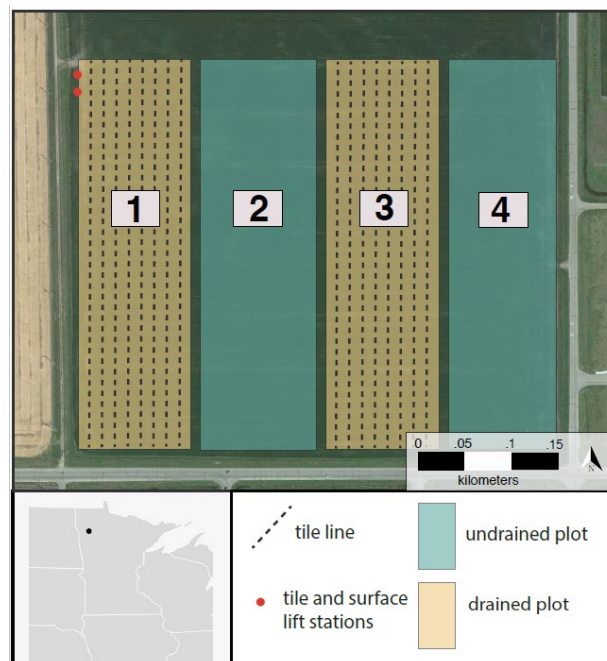 1
2
3
4
0 .05 .1 .15
kilometers
N
tile line
undrained plot
tile and surface
lift stations
drained plot